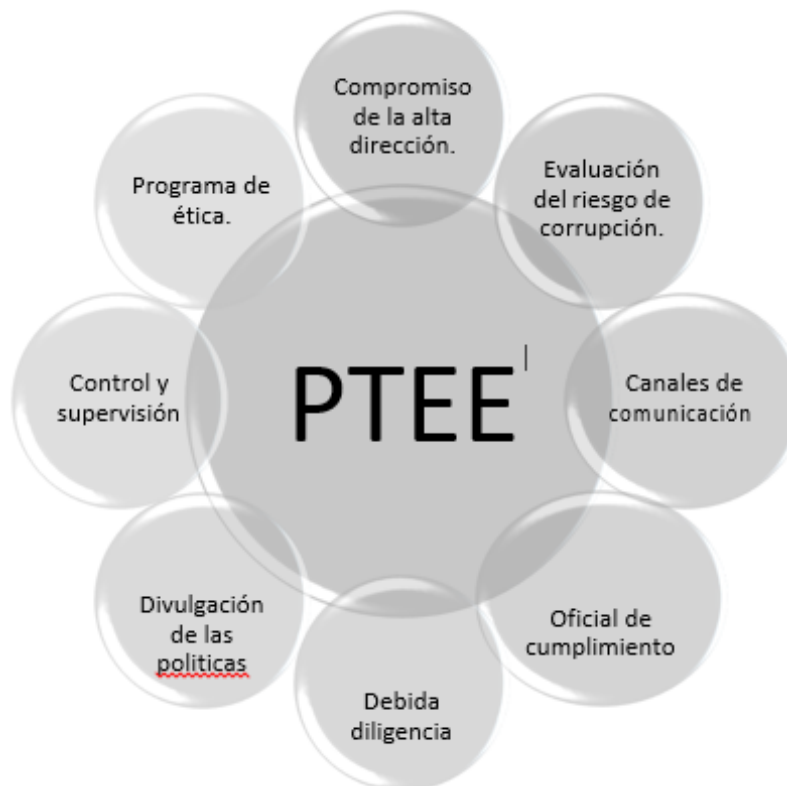 Compromiso
de la alta
dirección.
Evaluación
del riesgo de
corrupción.
Canales de
comunicación
Oficial de
cumplimiento
Debida
diligencia
Divulgación
de las
politicas
Control y
supervisión
Programa de
ética.
PTEE